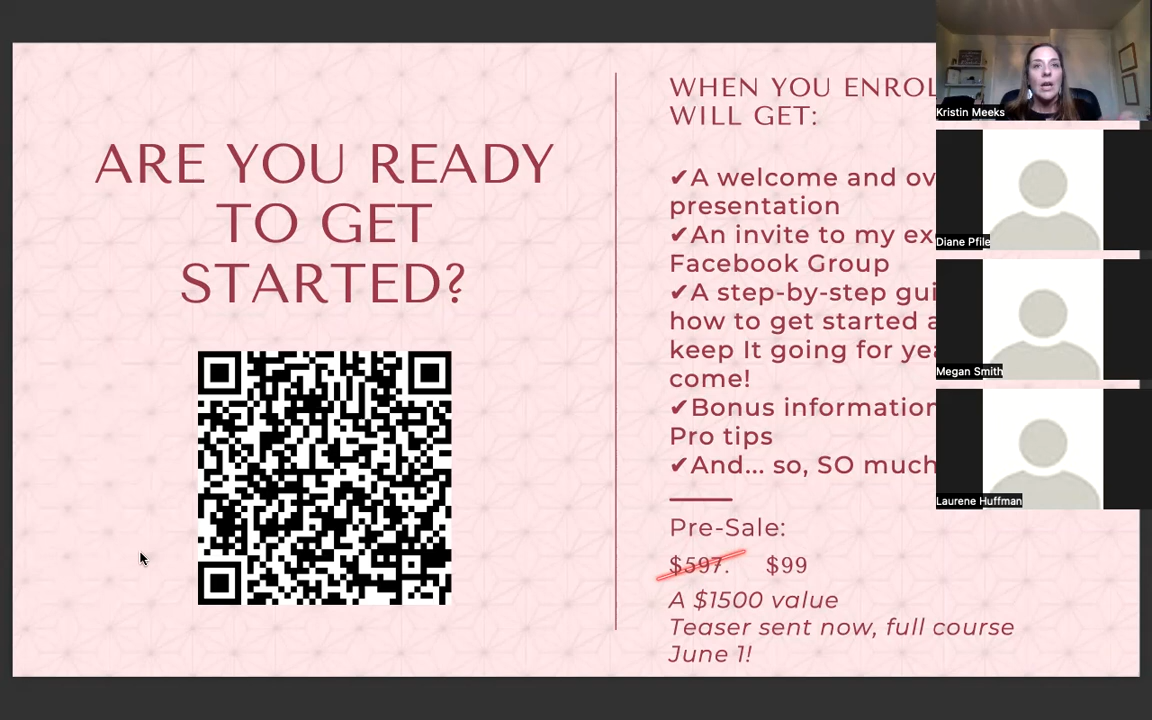 ARE YOU READY
TO GET
STARTED?
WHEN YOU ENROL
WILL GET:
✔A welcome and ov
presentation
✔An invite to my ex
Facebook Group
✔A step-by-step gui
how to get started a
keep It going for yea
come!
✔Bonus information
Pro tips
✔And... so, SO much
Pre-Sale:
$597. $99
A $1500 value
Teaser sent now, full course
June 1!
Kristin Meeks
Diane Pfile
Megan Smith
Laurene Huffman